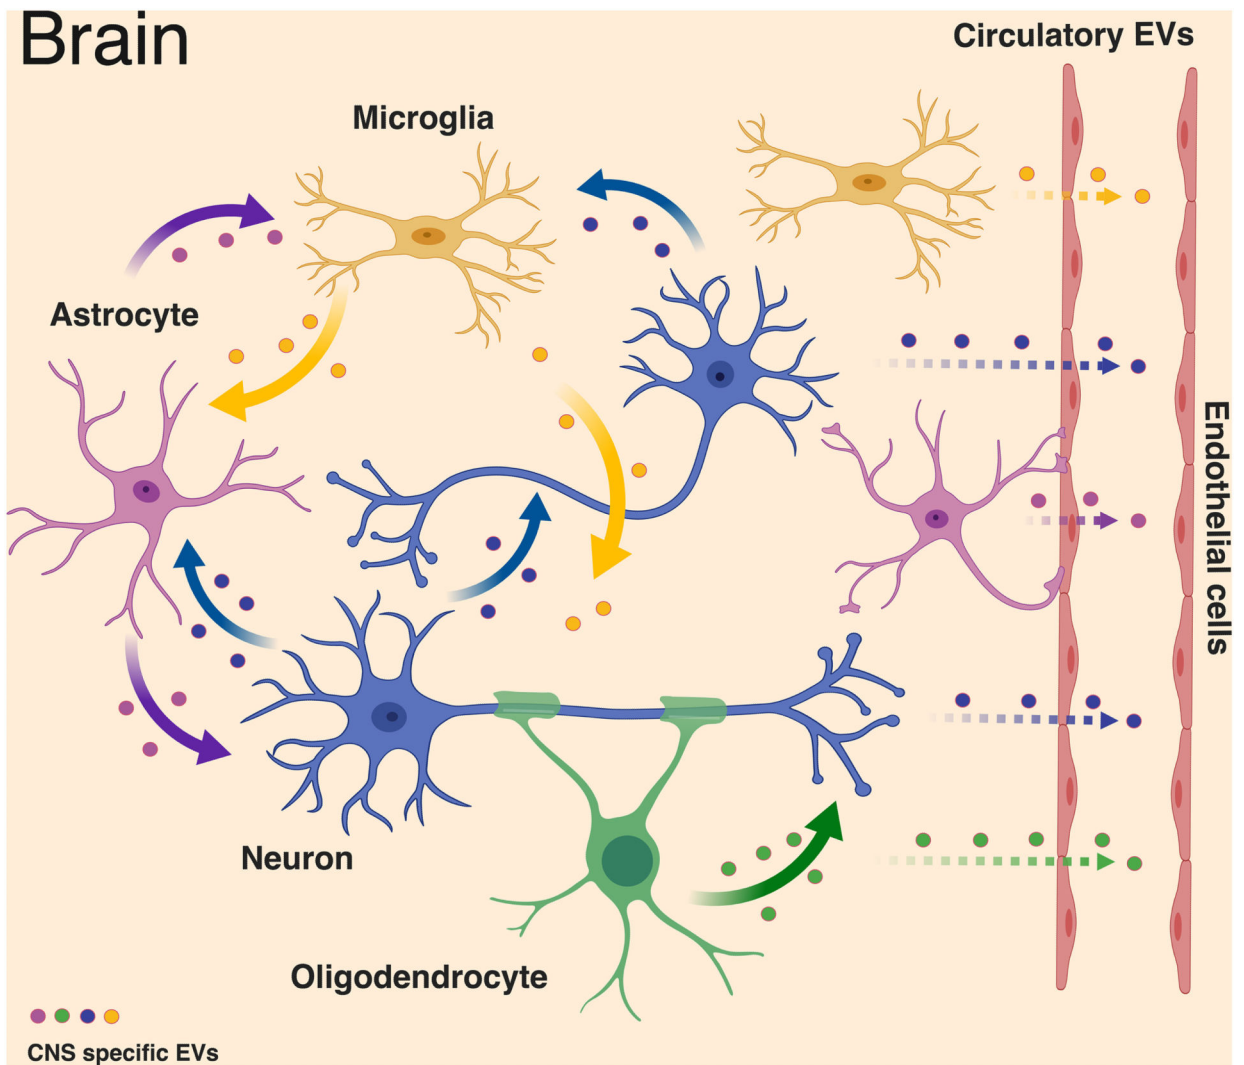 Brain
Circulatory EVs
Microglia
Astrocyte
Endothelial cells
Neuron
Oligodendrocyte
CNS specific EVs